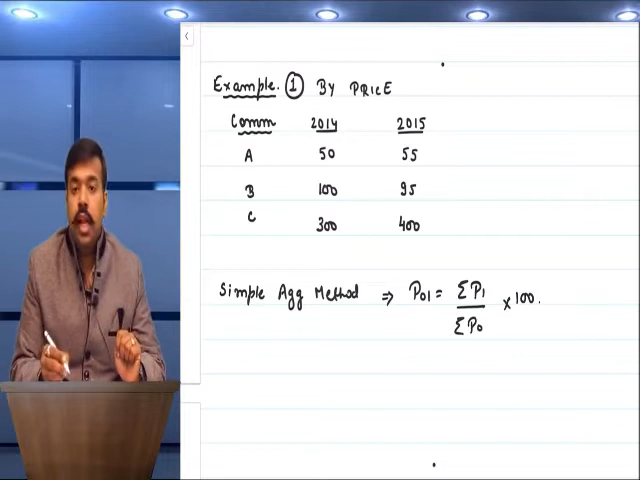 Example. 1 BY PRICE
Comm 2014 2015
A 50 55
B 100 95
C 300 400
Simple Agg Method ⇒ P01 = ΣP1 / ΣP0 × 100.